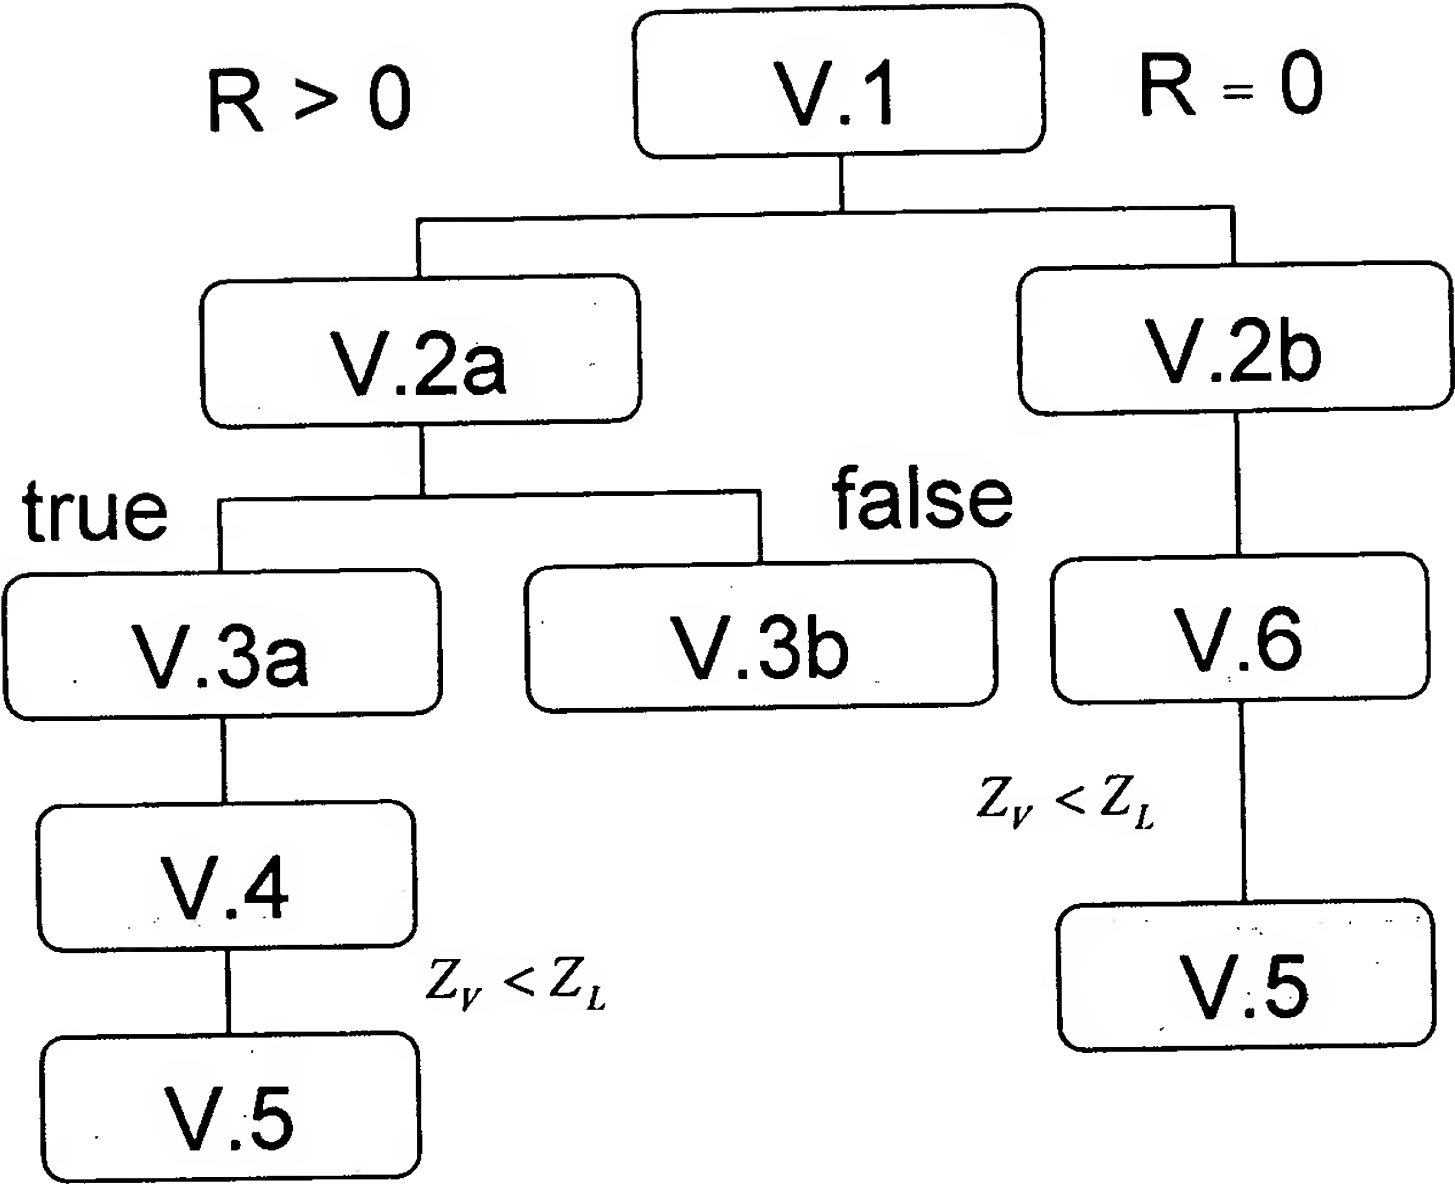 R > 0
V.1
R = 0
V.2a
V.2b
true
false
V.3a
V.3b
V.6
Z_V < Z_L
V.4
Z_V < Z_L
V.5
V.5